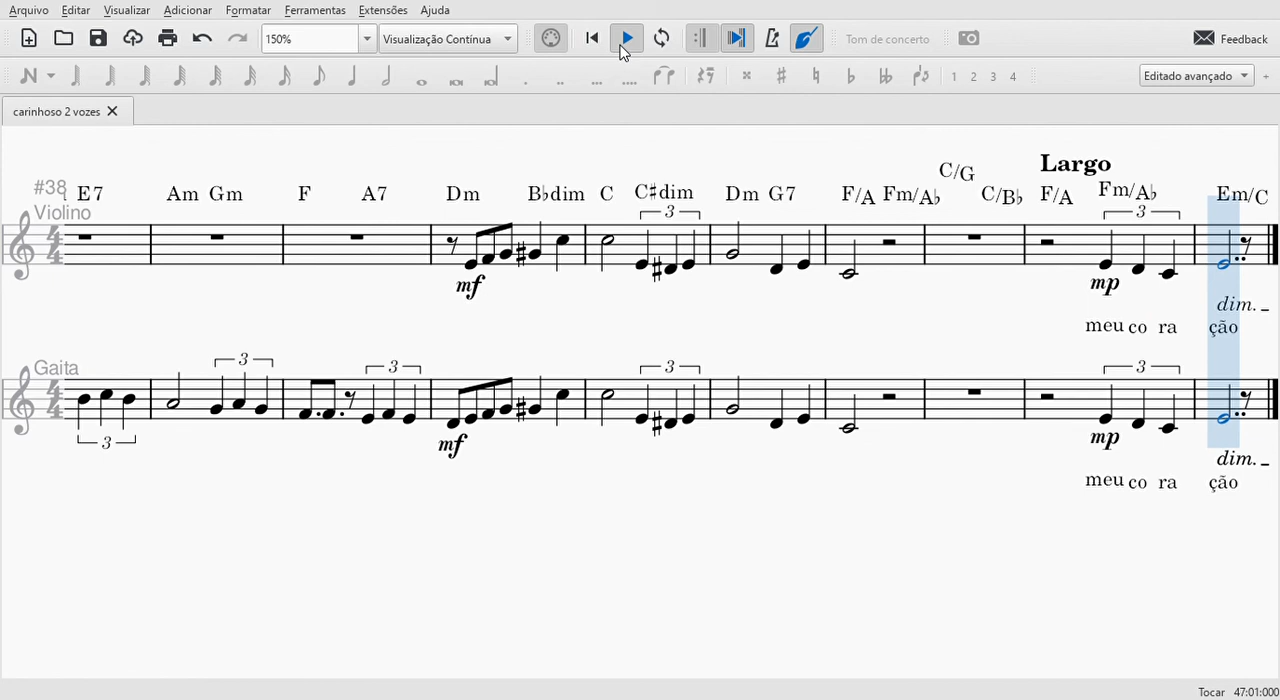 Arquivo Editar Visualizar Adicionar Formatar Ferramentas Extensões Ajuda
150% Visualização Contínua Tom de concerto Feedback
1 2 3 4 Editado avançado
carinhoso 2 vozes
Largo
C/G
#38 E7 Am Gm F A7 Dm B♭dim C C♯dim Dm G7 F/A Fm/A♭ C/B♭ F/A Fm/A♭ Em/C
Violino
3 3
mf mp
dim.
meu co ra ção
Gaita
3 3 3 3
3
mf mp
dim.
meu co ra ção
Tocar 47:01:000